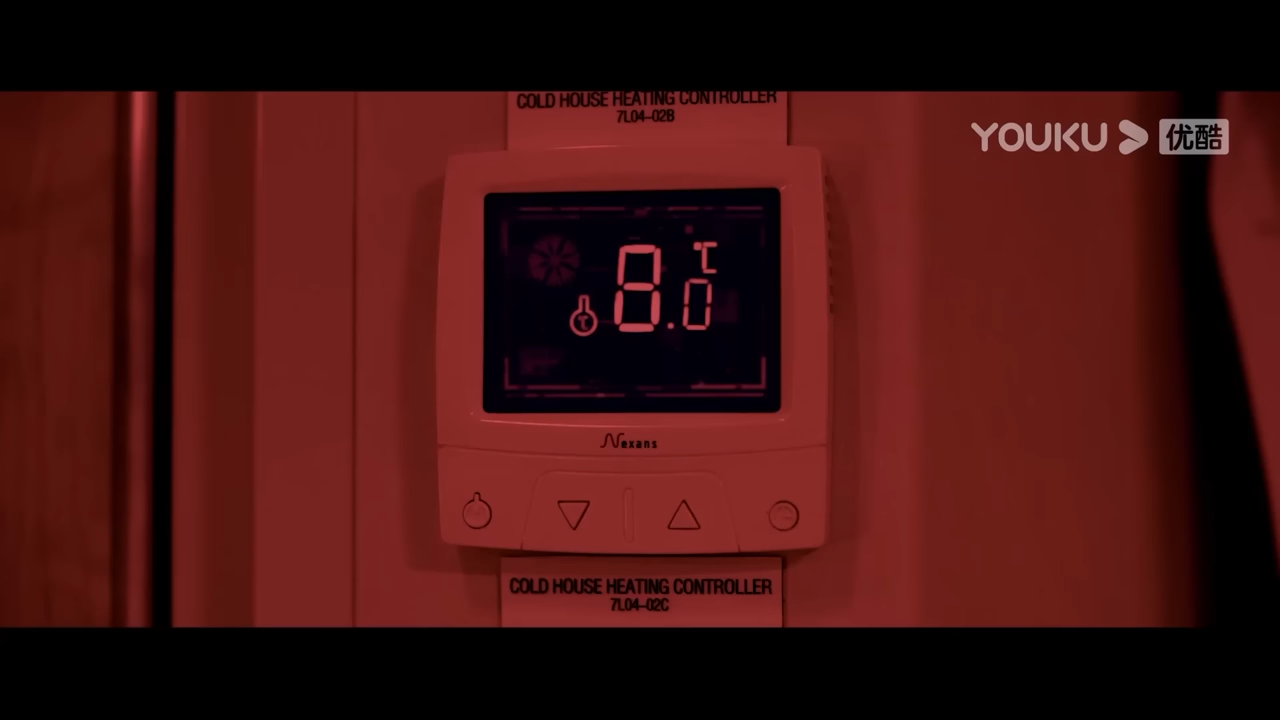 COLD HOUSE HEATING CONTROLLER
7L04-02B
YOUKU 优酷
℃
8.0
Nexans
COLD HOUSE HEATING CONTROLLER
7L04-02C